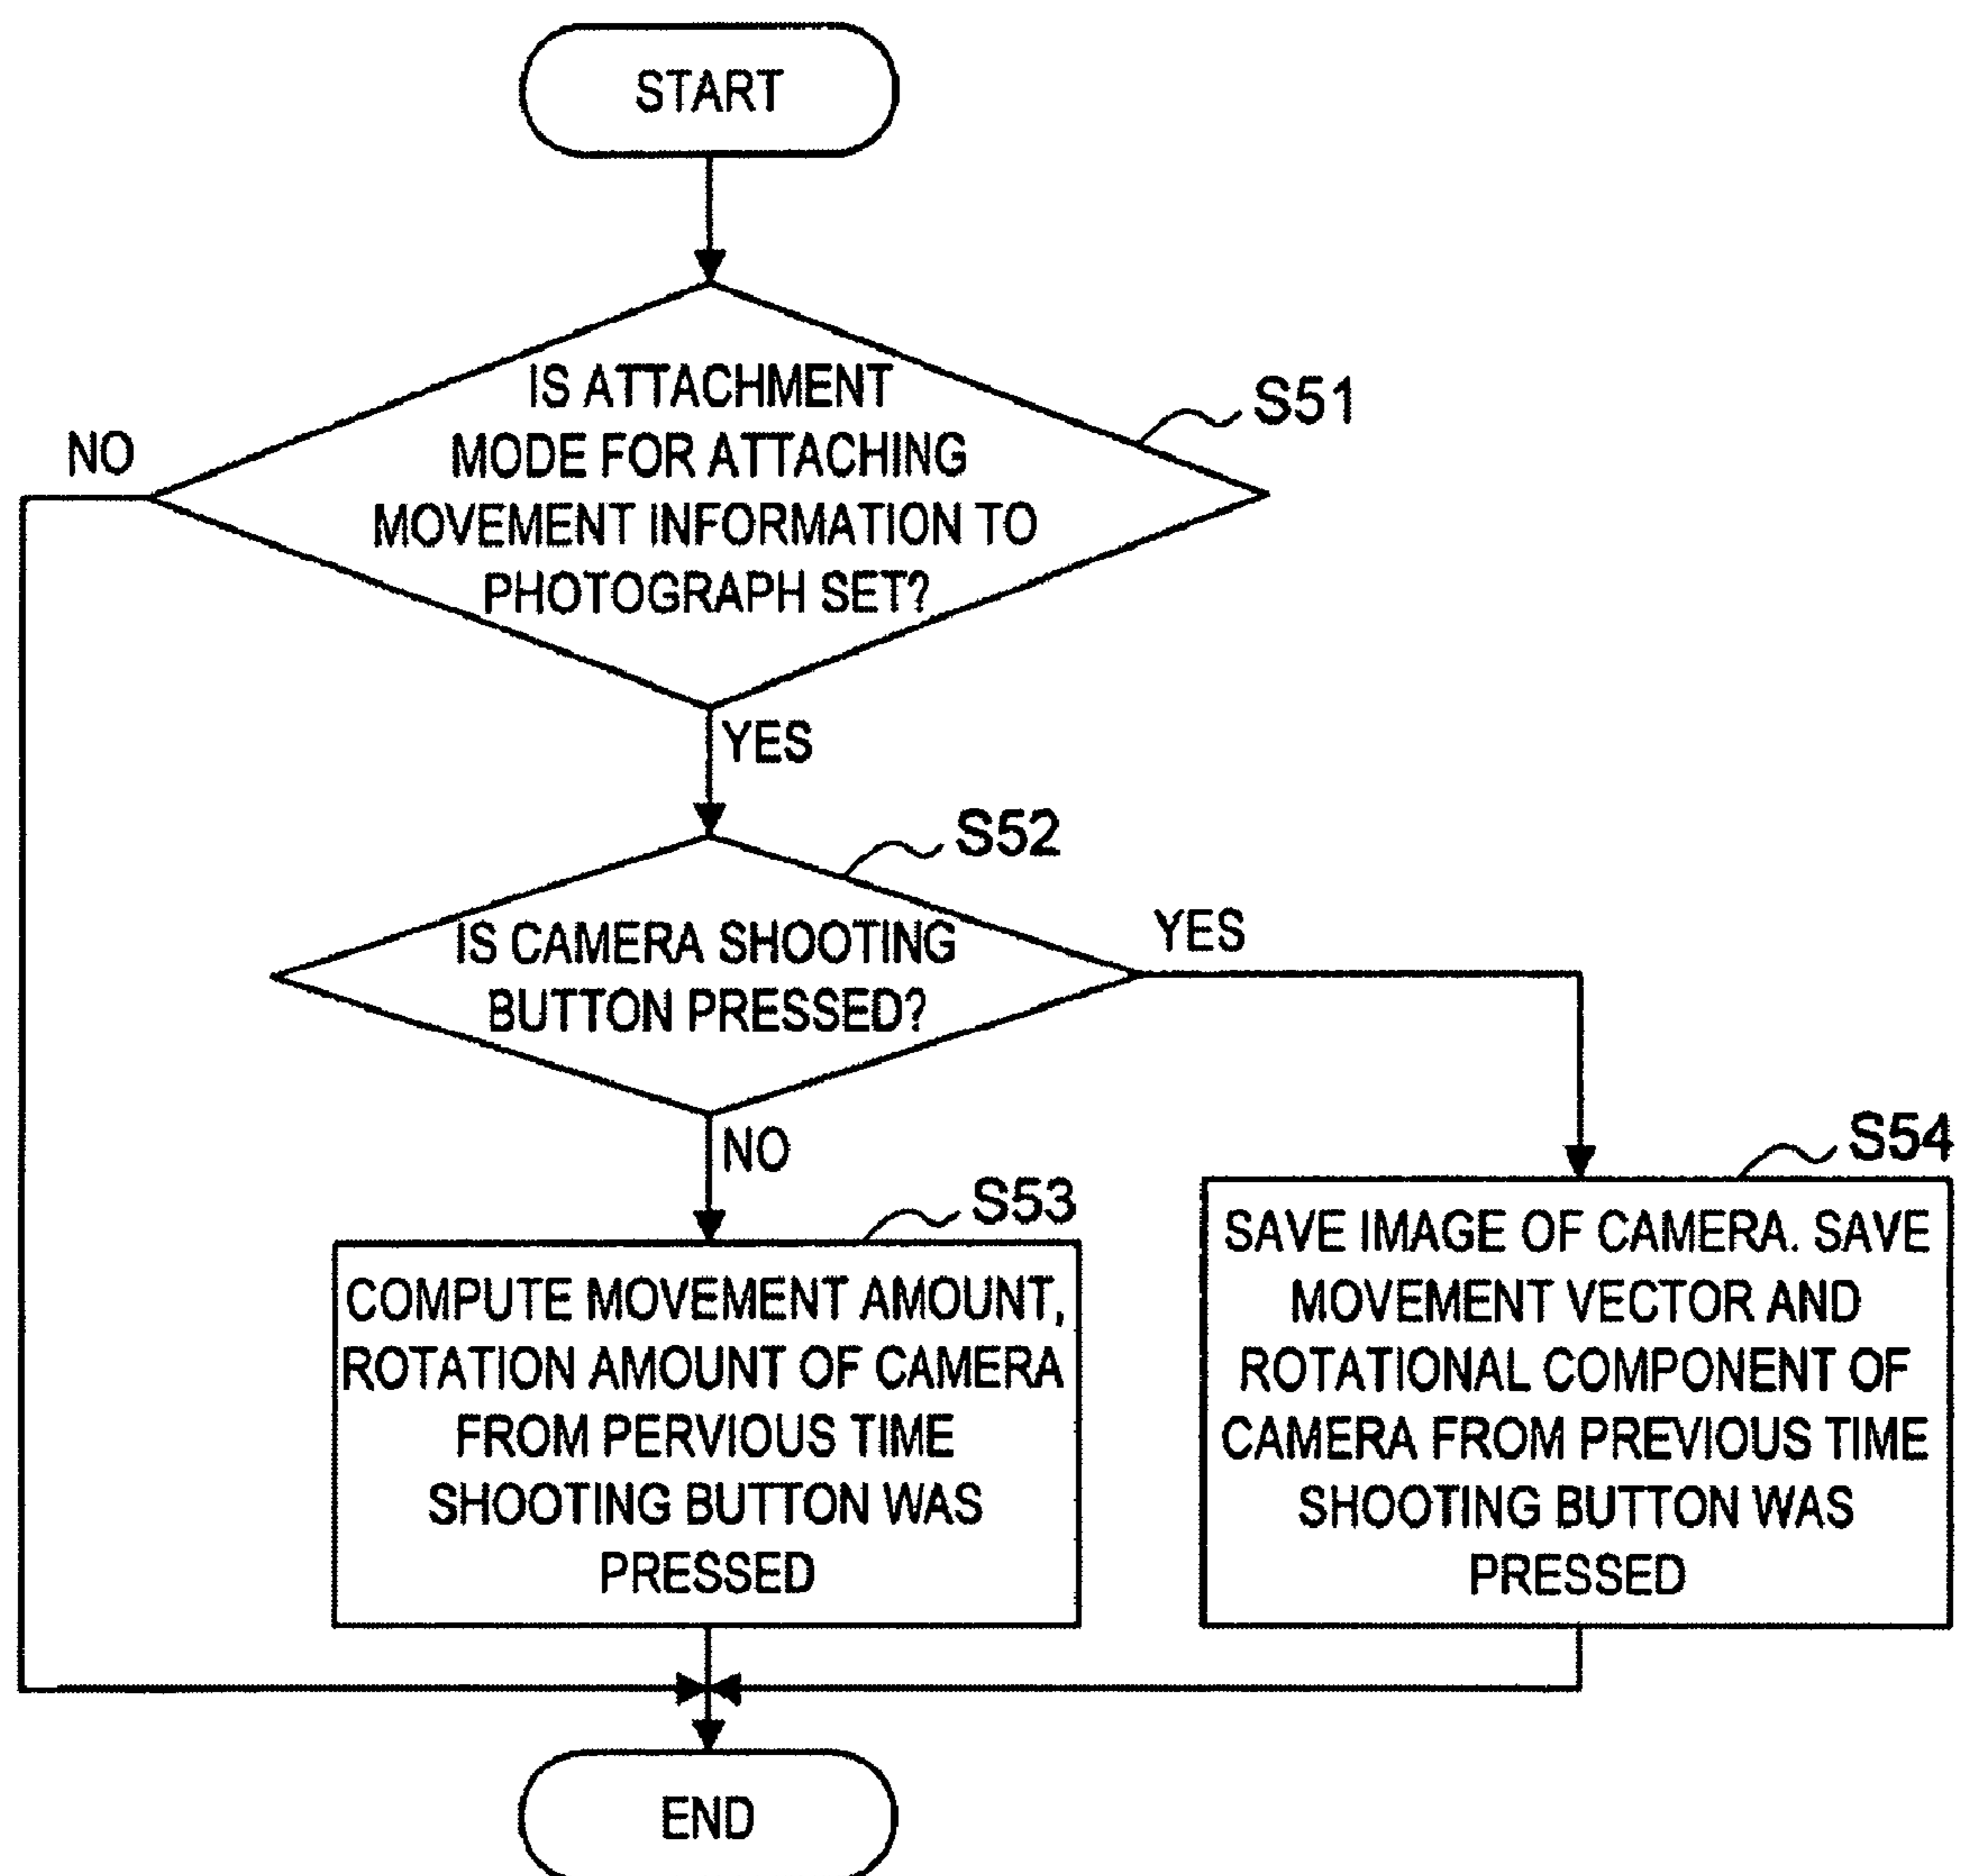 START
IS ATTACHMENT
MODE FOR ATTACHING
MOVEMENT INFORMATION TO
PHOTOGRAPH SET?
S51
NO
YES
S52
IS CAMERA SHOOTING
BUTTON PRESSED?
YES
NO
S53
COMPUTE MOVEMENT AMOUNT,
ROTATION AMOUNT OF CAMERA
FROM PERVIOUS TIME
SHOOTING BUTTON WAS
PRESSED
S54
SAVE IMAGE OF CAMERA. SAVE
MOVEMENT VECTOR AND
ROTATIONAL COMPONENT OF
CAMERA FROM PREVIOUS TIME
SHOOTING BUTTON WAS
PRESSED
END